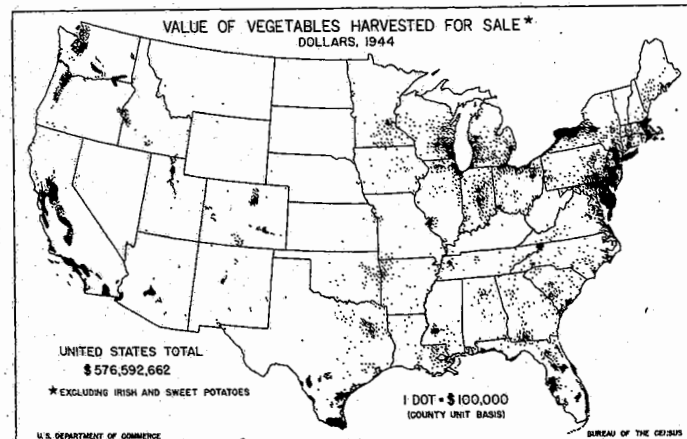 VALUE OF VEGETABLES HARVESTED FOR SALE*
DOLLARS, 1944
UNITED STATES TOTAL
$576,592,662
*EXCLUDING IRISH AND SWEET POTATOES
1 DOT = $100,000
(COUNTY UNIT BASIS)
U.S. DEPARTMENT OF COMMERCE
BUREAU OF THE CENSUS